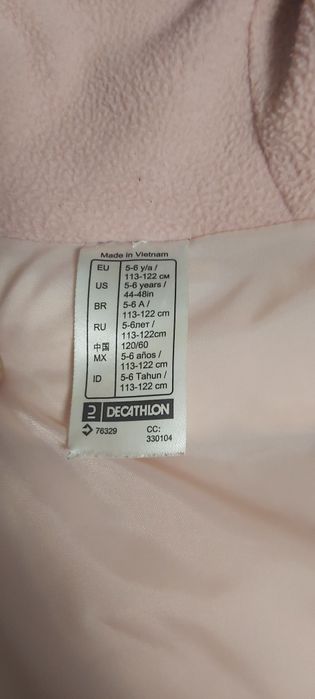 Made in Vietnam
EU 5-6 y/a /
113-122 см
US 5-6 years /
44-48in
BR 5-6 A /
113-122 cm
RU 5-6лет /
113-122cm
中国 120/60
MX 5-6 años /
113-122 cm
ID 5-6 Tahun /
113-122 cm
DECATHLON
76329 CC:
330104